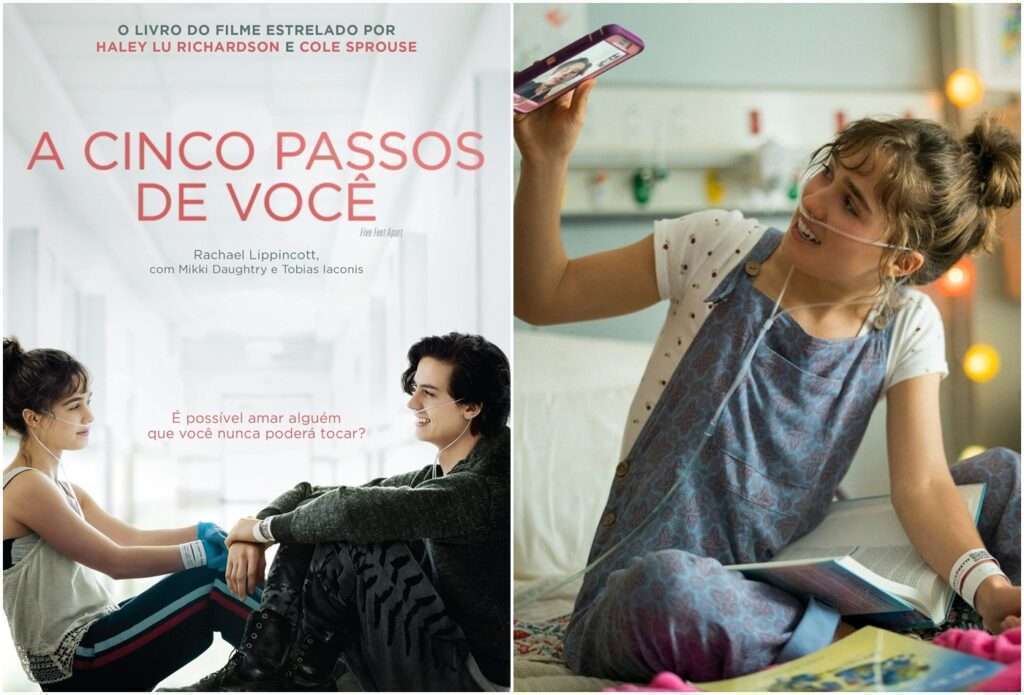 O LIVRO DO FILME ESTRELADO POR
HALEY LU RICHARDSON E COLE SPROUSE
A CINCO PASSOS
DE VOCÊ
Five Feet Apart
Rachael Lippincott,
com Mikki Daughtry e Tobias Iaconis
É possível amar alguém
que você nunca poderá tocar?